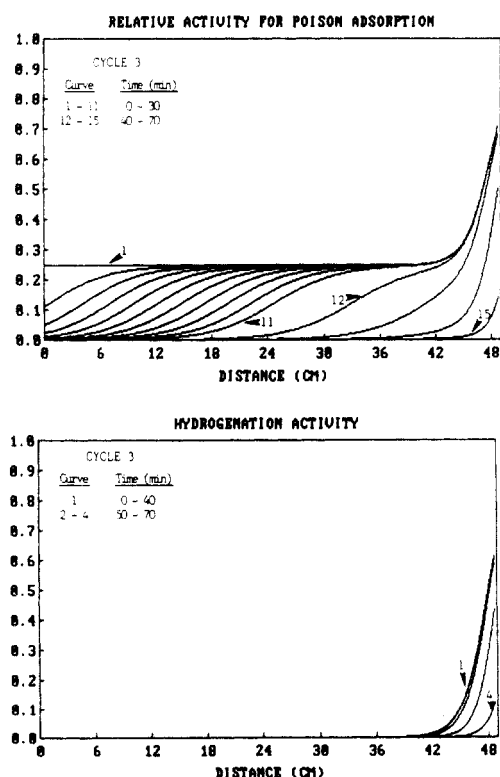 RELATIVE ACTIVITY FOR POISON ADSORPTION
1.0
0.9
0.8
0.7
0.6
0.5
0.4
0.3
0.2
0.1
0.0
CYCLE 3
Curve Time (min)
1 - 11 0 - 30
12 - 15 40 - 70
1
11
12
15
0 6 12 18 24 30 36 42 48
DISTANCE (CM)
HYDROGENATION ACTIVITY
1.0
0.9
0.8
0.7
0.6
0.5
0.4
0.3
0.2
0.1
0.0
CYCLE 3
Curve Time (min)
1 0 - 40
2 - 4 50 - 70
1
4
0 6 12 18 24 30 36 42 48
DISTANCE (CM)